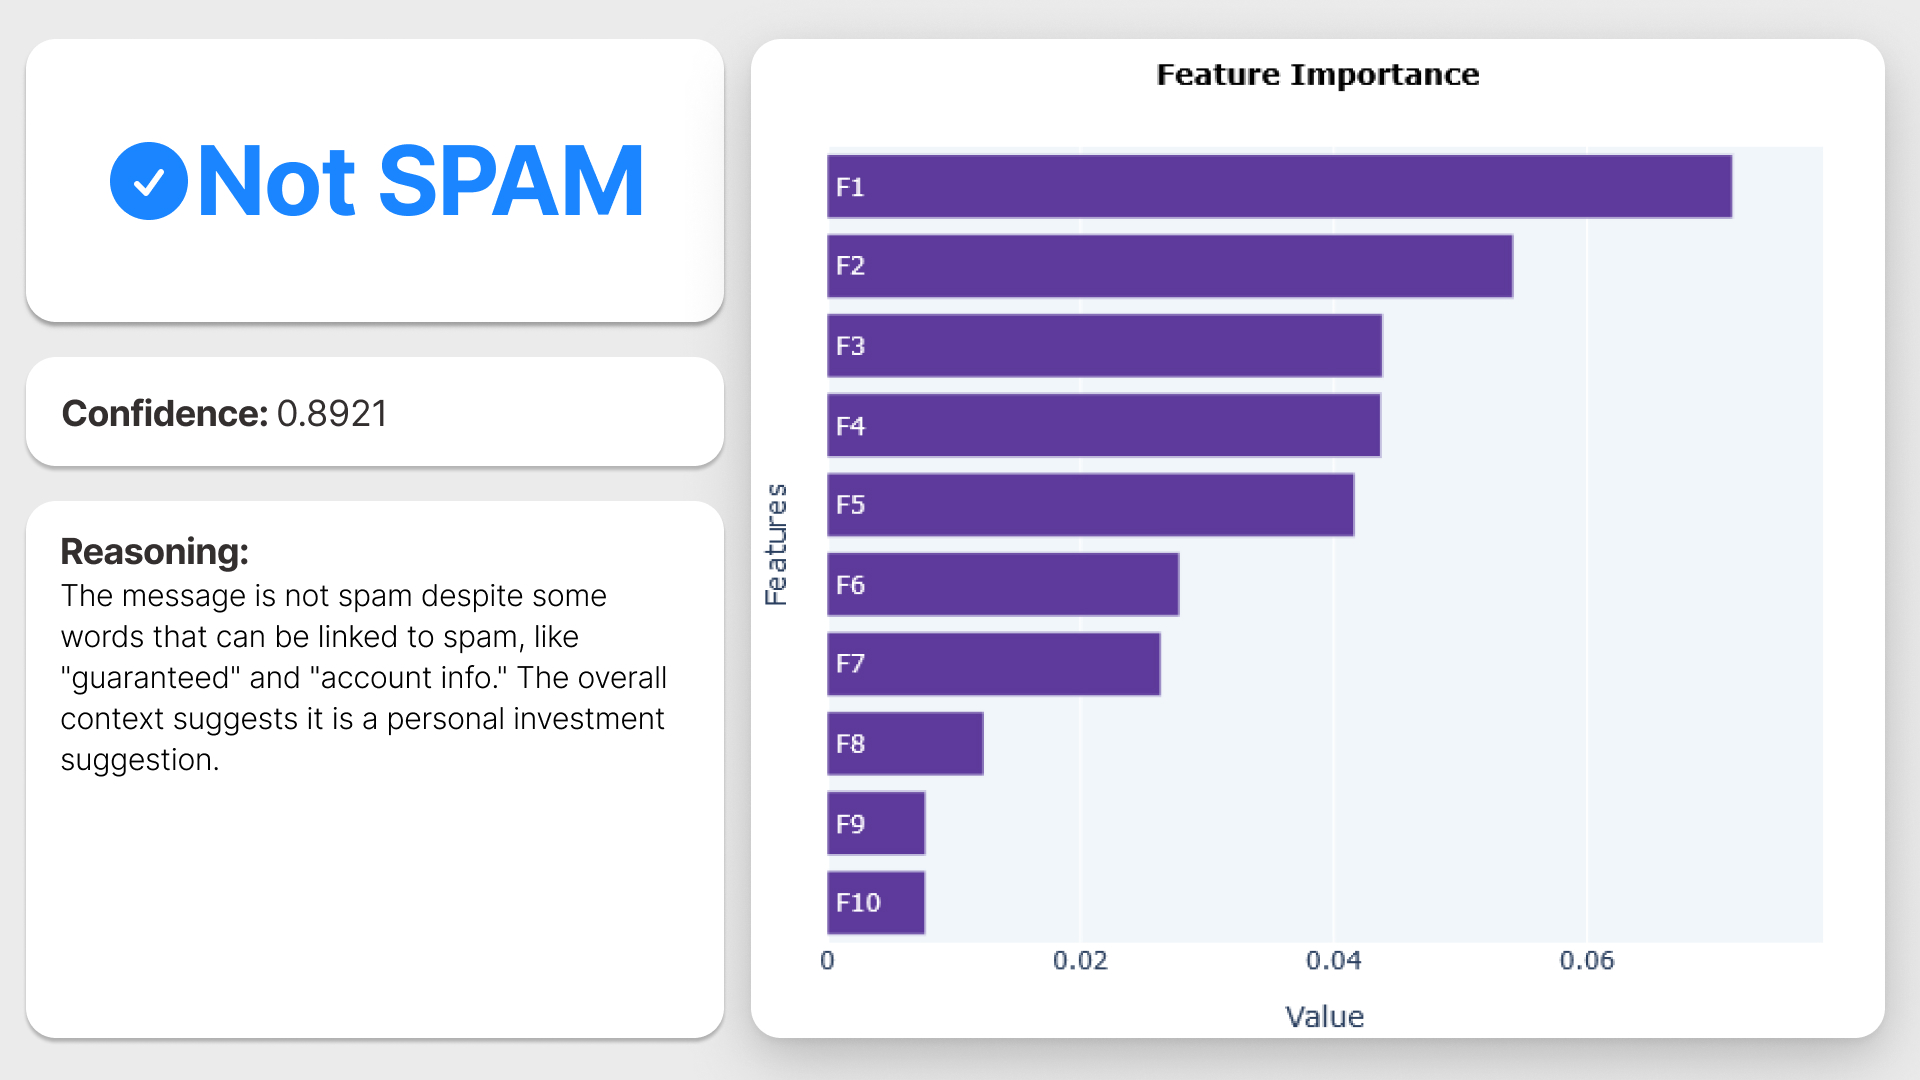 Not SPAM
Confidence: 0.8921
Reasoning:
The message is not spam despite some
words that can be linked to spam, like
"guaranteed" and "account info." The overall
context suggests it is a personal investment
suggestion.
Feature Importance
Features
F1
F2
F3
F4
F5
F6
F7
F8
F9
F10
0 0.02 0.04 0.06
Value